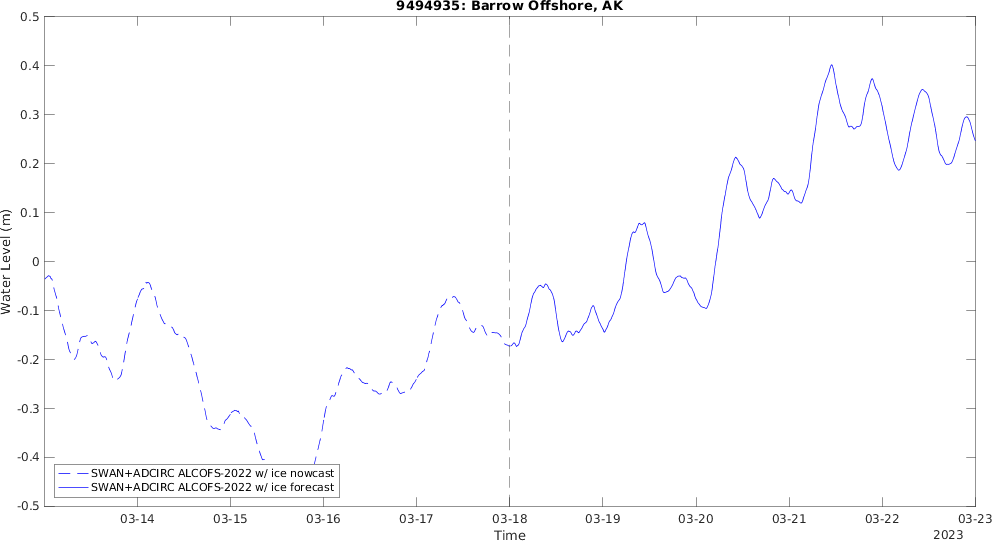 9494935: Barrow Offshore, AK
0.5
0.4
0.3
0.2
0.1
0
-0.1
-0.2
-0.3
-0.4
-0.5
Water Level (m)
SWAN+ADCIRC ALCOFS-2022 w/ ice nowcast
SWAN+ADCIRC ALCOFS-2022 w/ ice forecast
03-14 03-15 03-16 03-17 03-18 03-19 03-20 03-21 03-22 03-23
Time
2023